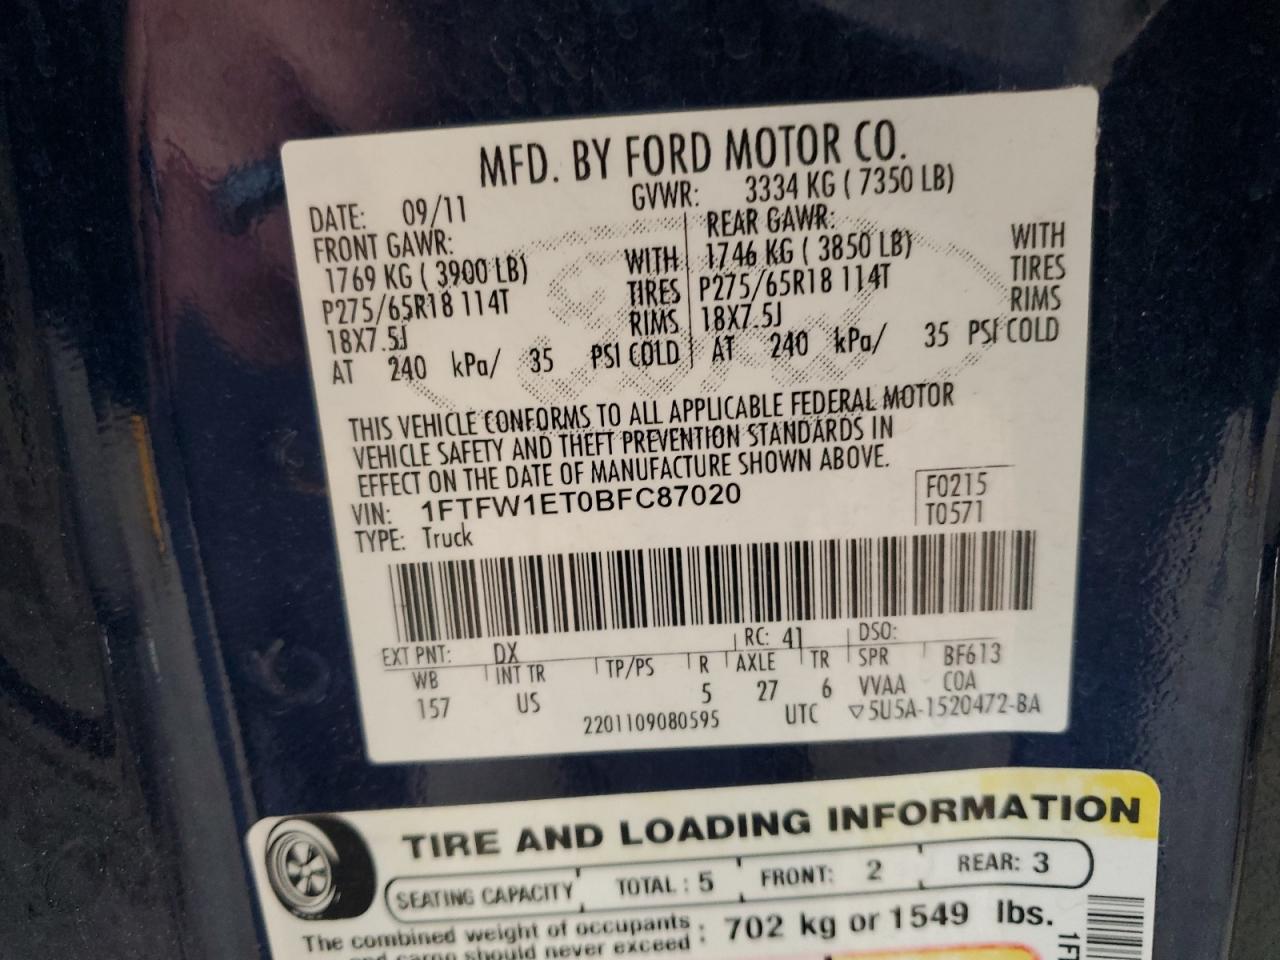 MFD. BY FORD MOTOR CO.
DATE: 09/11 GVWR: 3334 KG ( 7350 LB)
FRONT GAWR: REAR GAWR:
1769 KG ( 3900 LB) WITH 1746 KG ( 3850 LB) WITH
P275/65R18 114T TIRES P275/65R18 114T TIRES
18X7.5J RIMS 18X7.5J RIMS
AT 240 kPa/ 35 PSI COLD AT 240 kPa/ 35 PSI COLD
THIS VEHICLE CONFORMS TO ALL APPLICABLE FEDERAL MOTOR
VEHICLE SAFETY AND THEFT PREVENTION STANDARDS IN
EFFECT ON THE DATE OF MANUFACTURE SHOWN ABOVE.
VIN: 1FTFW1ET0BFC87020 F0215
TYPE: Truck T0571
EXT PNT: DX RC: 41 DSO:
WB INT TR TP/PS R AXLE TR SPR BF613
157 US 5 27 6 VVAA COA
2201109080595 UTC ▽5U5A-1520472-BA
TIRE AND LOADING INFORMATION
SEATING CAPACITY TOTAL : 5 FRONT: 2 REAR: 3
The combined weight of occupants
and cargo should never exceed : 702 kg or 1549 lbs.
1FT